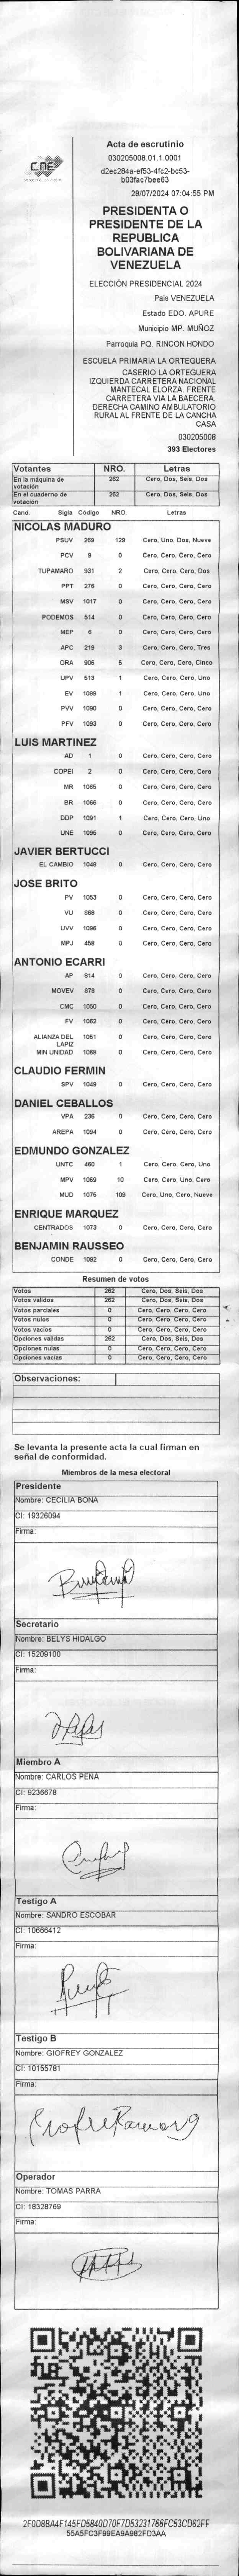 CNE
Acta de escrutinio
030205008.01.1.0001
d2ec284a-ef53-4fc2-bc53-
b03fac7bee63
28/07/2024 07:04:55 PM
PRESIDENTA O
PRESIDENTE DE LA
REPUBLICA
BOLIVARIANA DE
VENEZUELA
ELECCIÓN PRESIDENCIAL 2024
Pais VENEZUELA
Estado EDO. APURE
Municipio MP. MUÑOZ
Parroquia PQ. RINCON HONDO
ESCUELA PRIMARIA LA ORTEGUERA
CASERIO LA ORTEGUERA
IZQUIERDA CARRETERA NACIONAL
MANTECAL ELORZA. FRENTE
CARRETERA VIA LA BAECERA.
DERECHA CAMINO AMBULATORIO
RURAL AL FRENTE DE LA CANCHA
CASA
030205008
393 Electores
Votantes NRO. Letras
En la máquina de votación 262 Cero, Dos, Seis, Dos
En el cuaderno de votación 262 Cero, Dos, Seis, Dos
Cand. Sigla Código NRO. Letras
NICOLAS MADURO
PSUV 269 129 Cero, Uno, Dos, Nueve
PCV 9 0 Cero, Cero, Cero, Cero
TUPAMARO 931 2 Cero, Cero, Cero, Dos
PPT 276 0 Cero, Cero, Cero, Cero
MSV 1017 0 Cero, Cero, Cero, Cero
PODEMOS 514 0 Cero, Cero, Cero, Cero
MEP 6 0 Cero, Cero, Cero, Cero
APC 219 3 Cero, Cero, Cero, Tres
ORA 906 5 Cero, Cero, Cero, Cinco
UPV 513 1 Cero, Cero, Cero, Uno
EV 1089 1 Cero, Cero, Cero, Uno
PVV 1090 0 Cero, Cero, Cero, Cero
PFV 1093 0 Cero, Cero, Cero, Cero
LUIS MARTINEZ
AD 1 0 Cero, Cero, Cero, Cero
COPEI 2 0 Cero, Cero, Cero, Cero
MR 1065 0 Cero, Cero, Cero, Cero
BR 1066 0 Cero, Cero, Cero, Cero
DDP 1091 1 Cero, Cero, Cero, Uno
UNE 1095 0 Cero, Cero, Cero, Cero
JAVIER BERTUCCI
EL CAMBIO 1048 0 Cero, Cero, Cero, Cero
JOSE BRITO
PV 1053 0 Cero, Cero, Cero, Cero
VU 868 0 Cero, Cero, Cero, Cero
UVV 1096 0 Cero, Cero, Cero, Cero
MPJ 458 0 Cero, Cero, Cero, Cero
ANTONIO ECARRI
AP 814 0 Cero, Cero, Cero, Cero
MOVEV 878 0 Cero, Cero, Cero, Cero
CMC 1050 0 Cero, Cero, Cero, Cero
FV 1062 0 Cero, Cero, Cero, Cero
ALIANZA DEL LAPIZ 1051 0 Cero, Cero, Cero, Cero
MIN UNIDAD 1068 0 Cero, Cero, Cero, Cero
CLAUDIO FERMIN
SPV 1049 0 Cero, Cero, Cero, Cero
DANIEL CEBALLOS
VPA 236 0 Cero, Cero, Cero, Cero
AREPA 1094 0 Cero, Cero, Cero, Cero
EDMUNDO GONZALEZ
UNTC 460 1 Cero, Cero, Cero, Uno
MPV 1069 10 Cero, Cero, Uno, Cero
MUD 1075 109 Cero, Uno, Cero, Nueve
ENRIQUE MARQUEZ
CENTRADOS 1073 0 Cero, Cero, Cero, Cero
BENJAMIN RAUSSEO
CONDE 1092 0 Cero, Cero, Cero, Cero
Resumen de votos
Votos 262 Cero, Dos, Seis, Dos
Votos validos 262 Cero, Dos, Seis, Dos
Votos parciales 0 Cero, Cero, Cero, Cero
Votos nulos 0 Cero, Cero, Cero, Cero
Votos vacios 0 Cero, Cero, Cero, Cero
Opciones validas 262 Cero, Dos, Seis, Dos
Opciones nulas 0 Cero, Cero, Cero, Cero
Opciones vacias 0 Cero, Cero, Cero, Cero
Observaciones:
Se levanta la presente acta la cual firman en
señal de conformidad.
Miembros de la mesa electoral
Presidente
Nombre: CECILIA BONA
CI: 19326094
Firma:
Secretario
Nombre: BELYS HIDALGO
CI: 15209100
Firma:
Miembro A
Nombre: CARLOS PEÑA
CI: 9236678
Firma:
Testigo A
Nombre: SANDRO ESCOBAR
CI: 10666412
Firma:
Testigo B
Nombre: GIOFREY GONZALEZ
CI: 10155781
Firma:
Operador
Nombre: TOMAS PARRA
CI: 18328769
Firma:
2F0D8BA4F145FD5840D70F7D53231766FC53CD62FF
55A5FC3F99EA9A982FD3AA